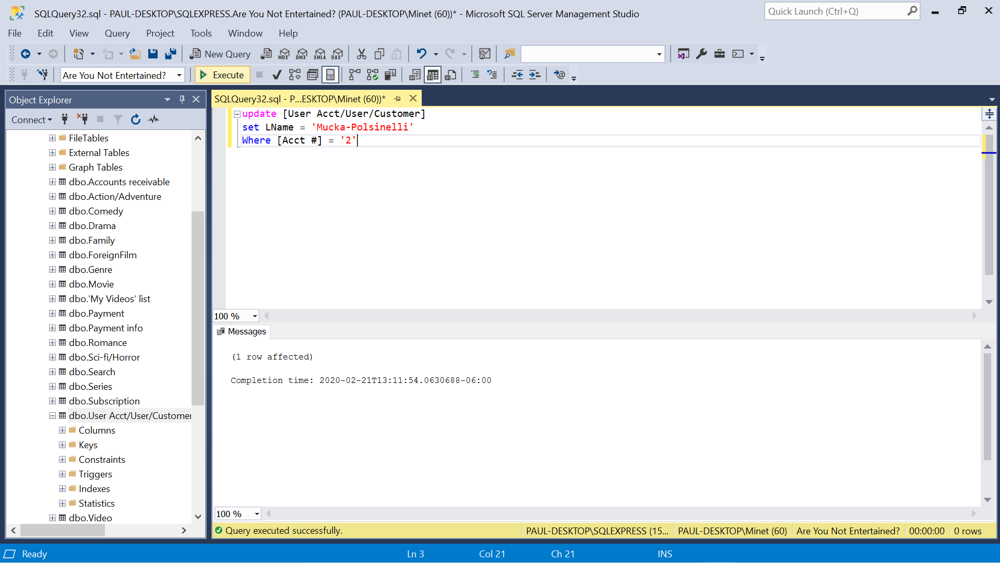 SQLQuery32.sql - PAUL-DESKTOP\SQLEXPRESS.Are You Not Entertained? (PAUL-DESKTOP\Minet (60))* - Microsoft SQL Server Management Studio
Quick Launch (Ctrl+Q)
File Edit View Query Project Tools Window Help
New Query MDX DMX XMLA DAX
Are You Not Entertained? Execute
Object Explorer
Connect
FileTables
External Tables
Graph Tables
dbo.Accounts receivable
dbo.Action/Adventure
dbo.Comedy
dbo.Drama
dbo.Family
dbo.ForeignFilm
dbo.Genre
dbo.Movie
dbo.'My Videos' list
dbo.Payment
dbo.Payment info
dbo.Romance
dbo.Sci-fi/Horror
dbo.Search
dbo.Series
dbo.Subscription
dbo.User Acct/User/Customer
Columns
Keys
Constraints
Triggers
Indexes
Statistics
dbo.Video
SQLQuery32.sql - P...ESKTOP\Minet (60))*
update [User Acct/User/Customer]
set LName = 'Mucka-Polsinelli'
Where [Acct #] = '2'
100 %
Messages
(1 row affected)
Completion time: 2020-02-21T13:11:54.0630688-06:00
100 %
Query executed successfully. PAUL-DESKTOP\SQLEXPRESS (15... PAUL-DESKTOP\Minet (60) Are You Not Entertained? 00:00:00 0 rows
Ready Ln 3 Col 21 Ch 21 INS